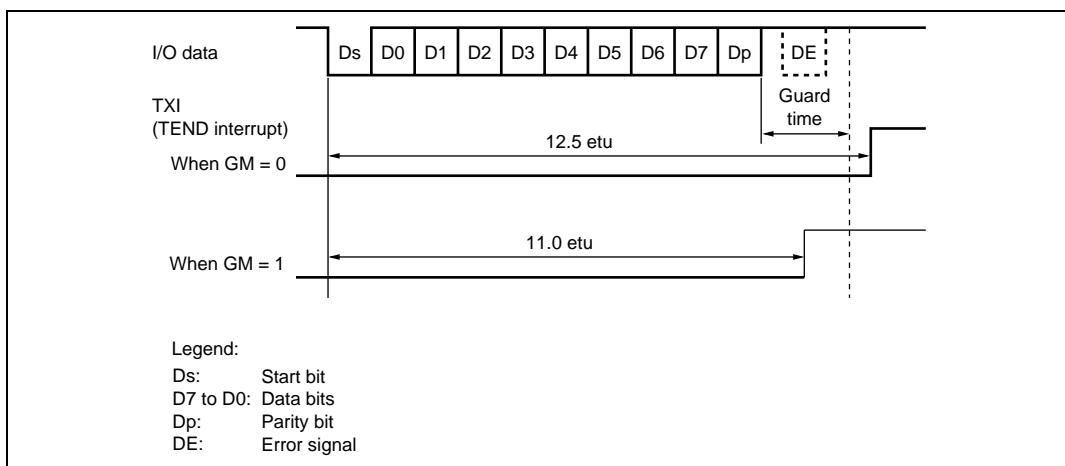 I/O data
Ds D0 D1 D2 D3 D4 D5 D6 D7 Dp DE
Guard
time
TXI
(TEND interrupt)
12.5 etu
When GM = 0
11.0 etu
When GM = 1
Legend:
Ds: Start bit
D7 to D0: Data bits
Dp: Parity bit
DE: Error signal